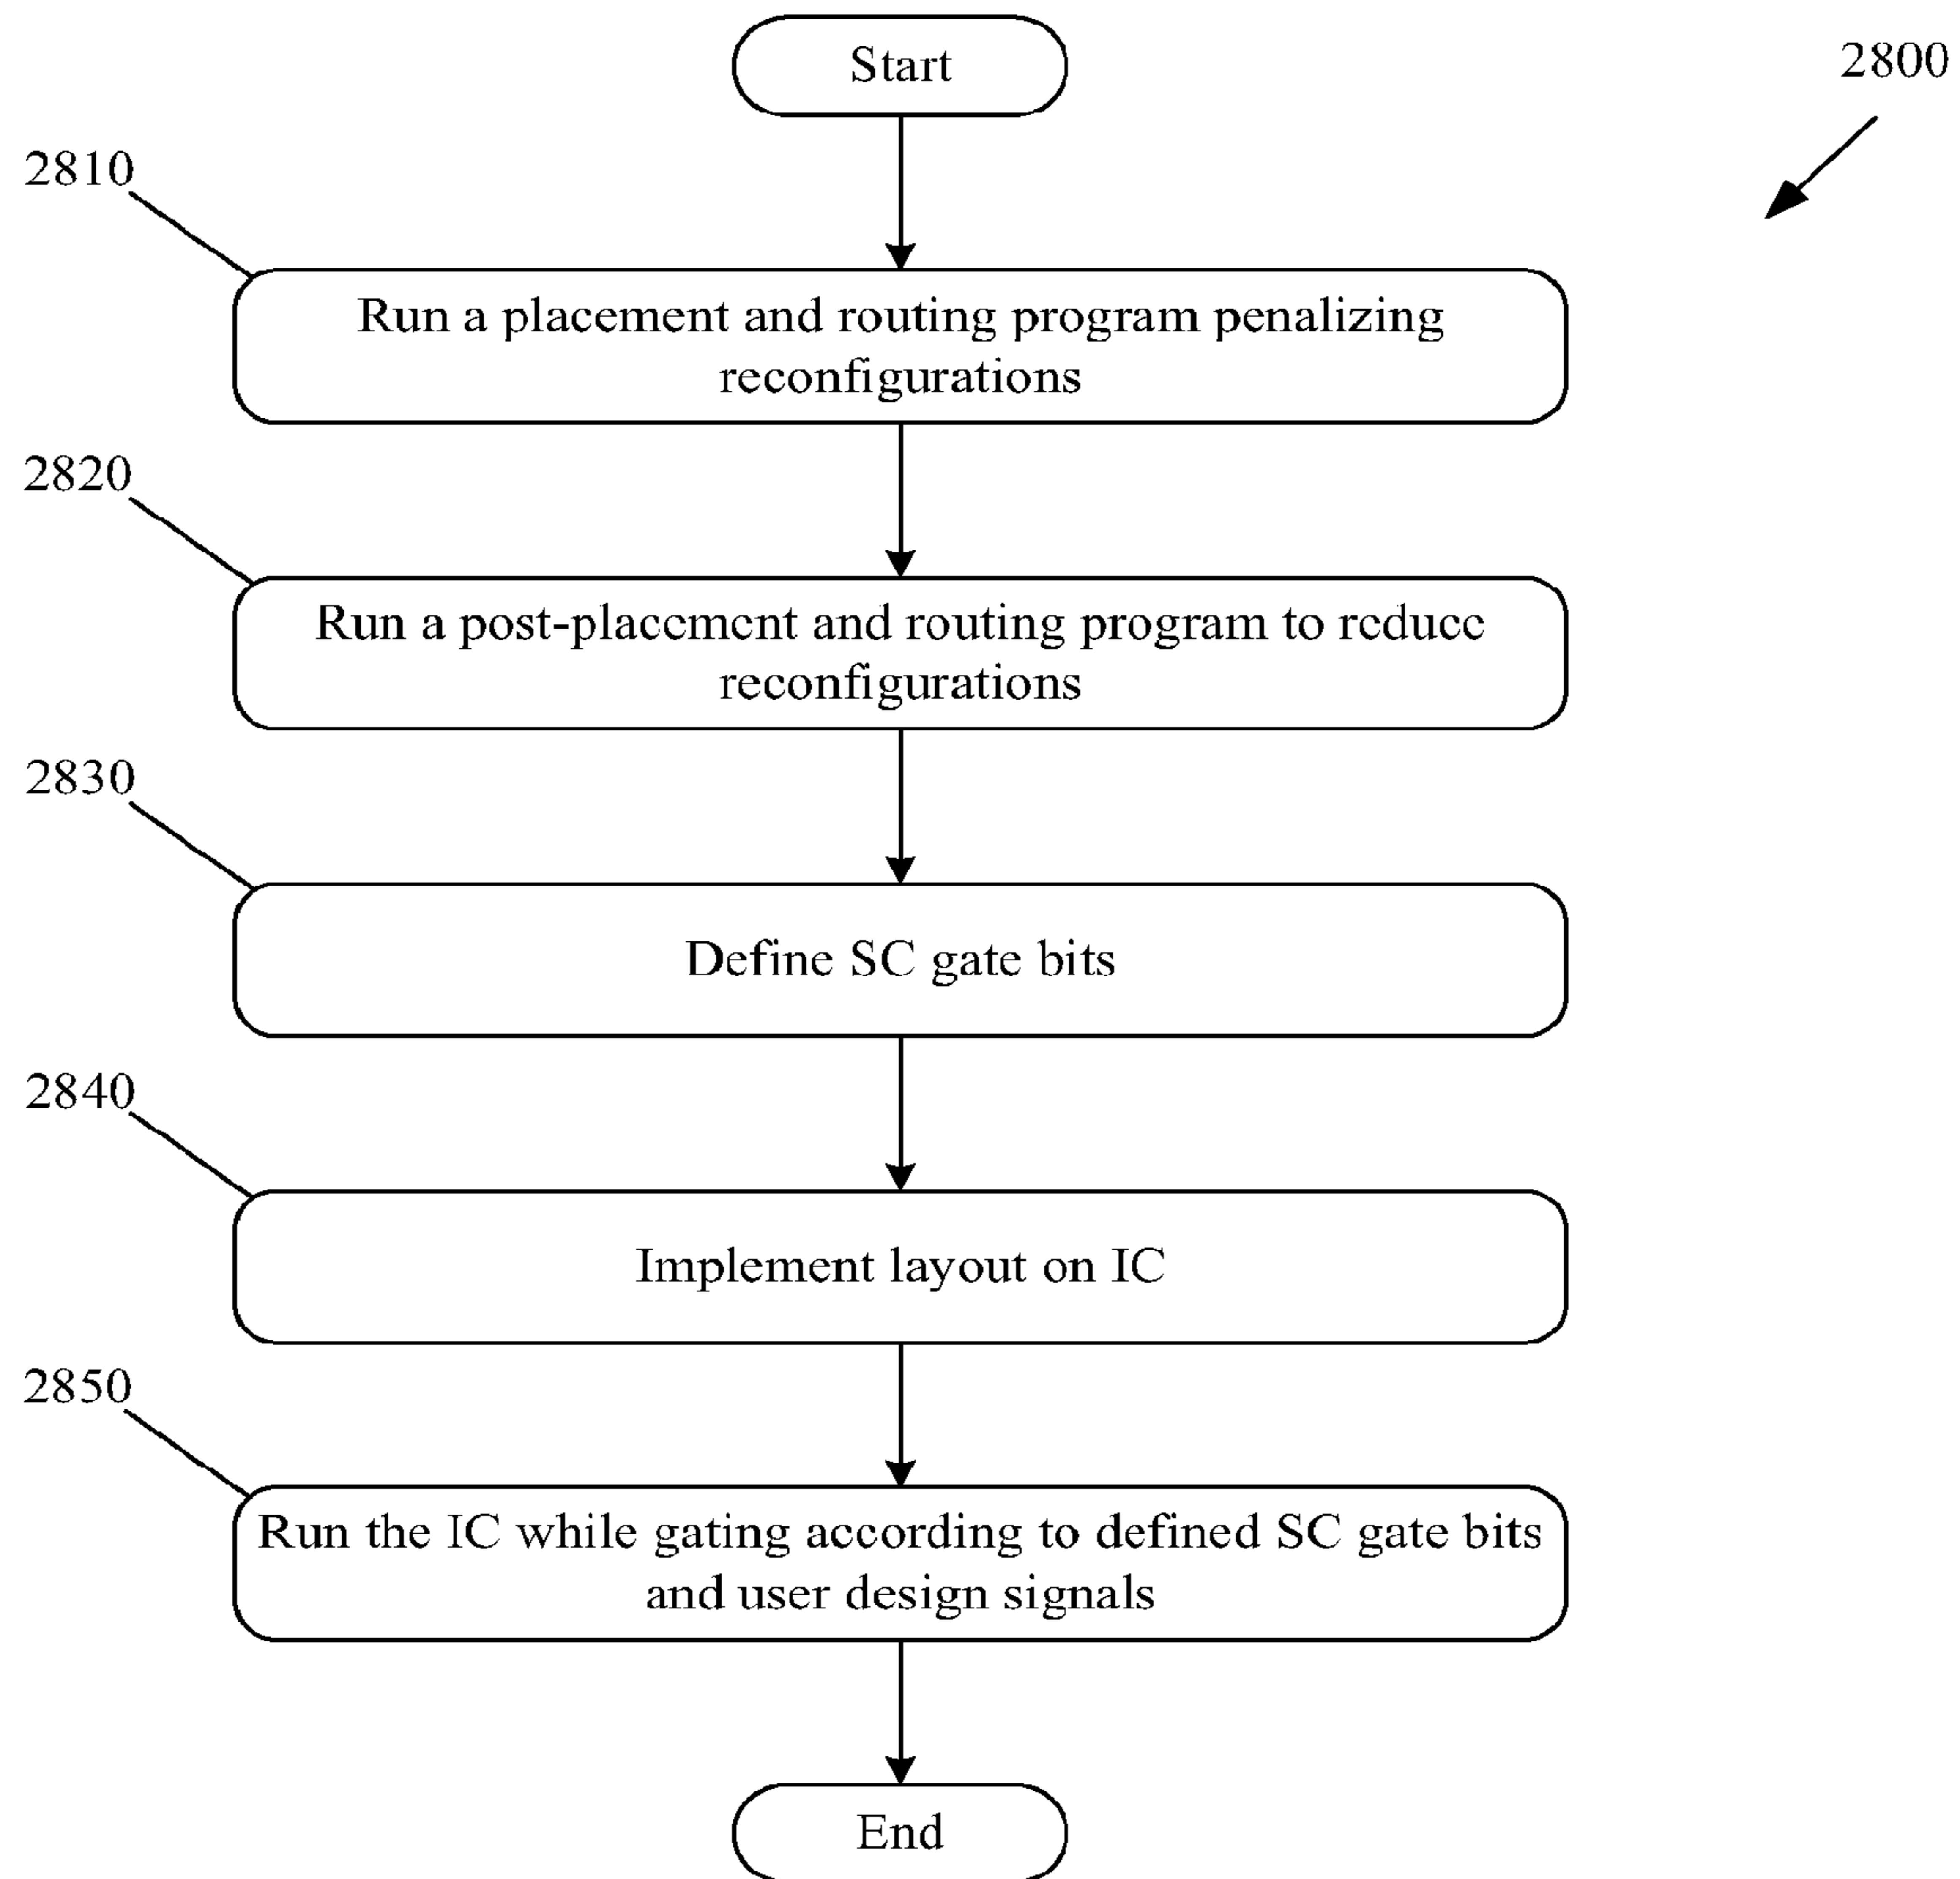 Start
2800
2810
Run a placement and routing program penalizing
reconfigurations
2820
Run a post-placement and routing program to reduce
reconfigurations
2830
Define SC gate bits
2840
Implement layout on IC
2850
Run the IC while gating according to defined SC gate bits
and user design signals
End